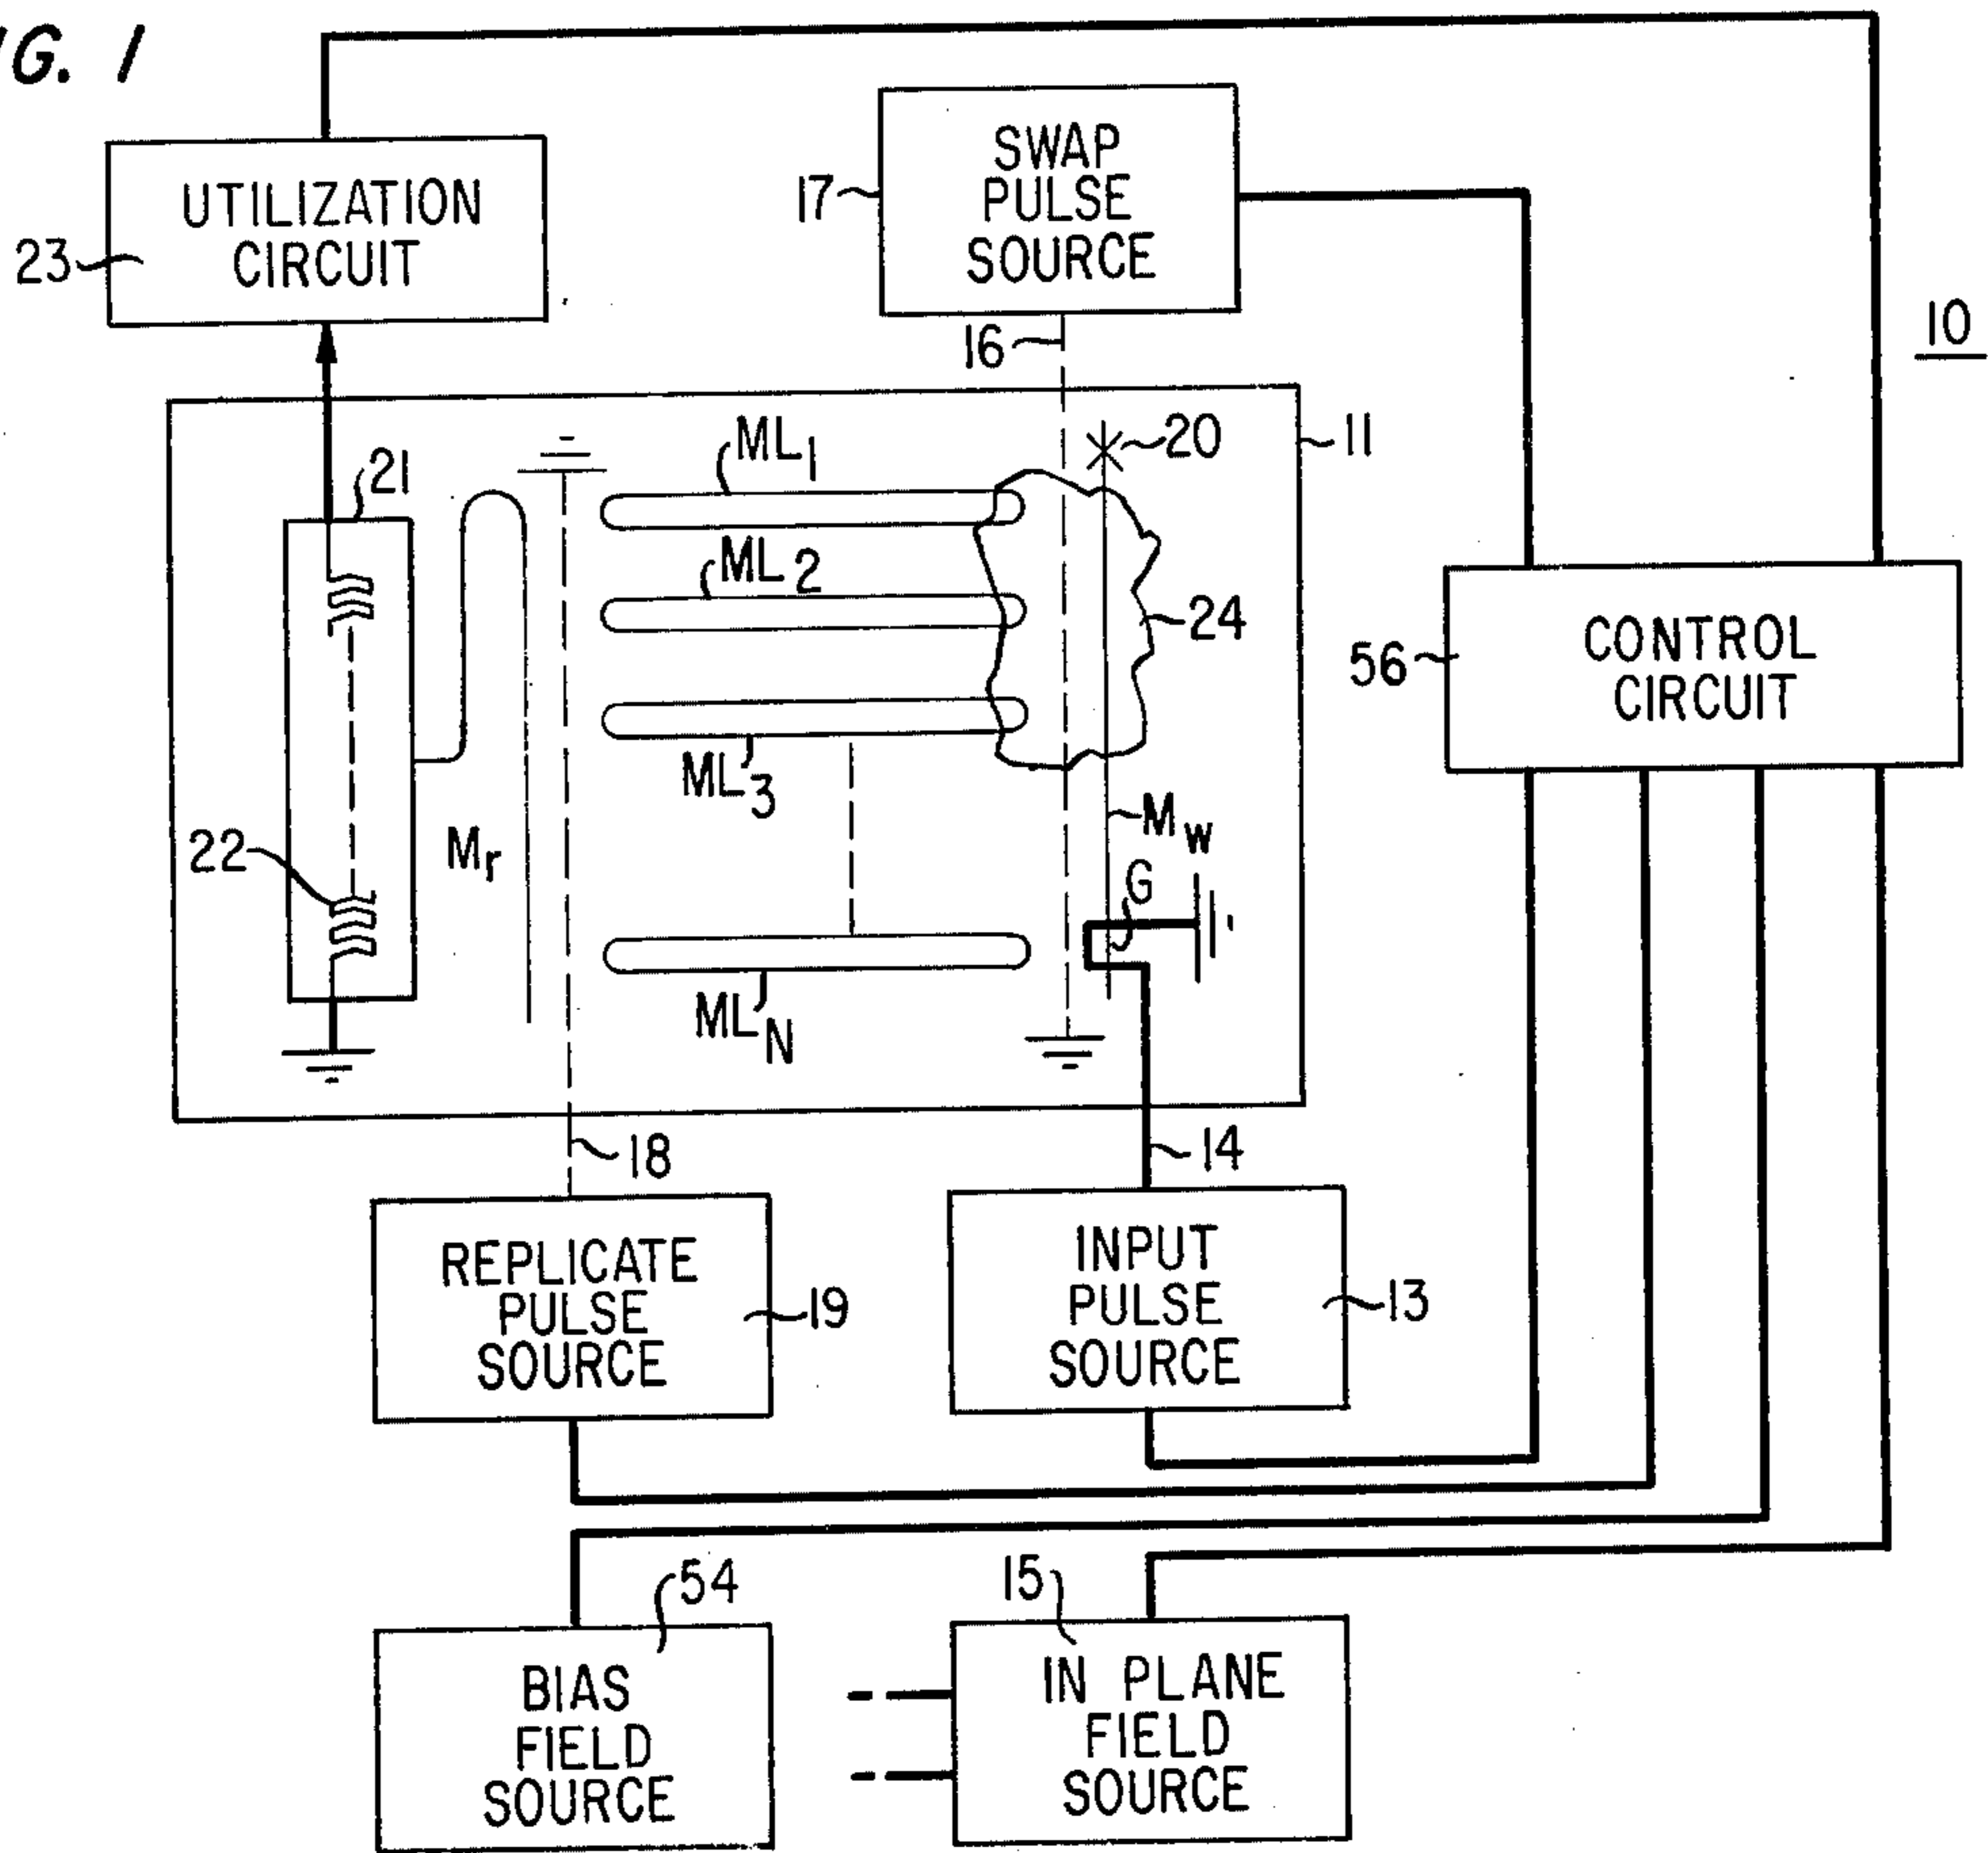 IG. 1
UTILIZATION
CIRCUIT
23
SWAP
PULSE
SOURCE
17
16
10
11
20
21
ML1
ML2
ML3
MLN
24
CONTROL
CIRCUIT
56
22
Mr
Mw
G
18
14
REPLICATE
PULSE
SOURCE
19
INPUT
PULSE
SOURCE
13
54
15
BIAS
FIELD
SOURCE
IN PLANE
FIELD
SOURCE